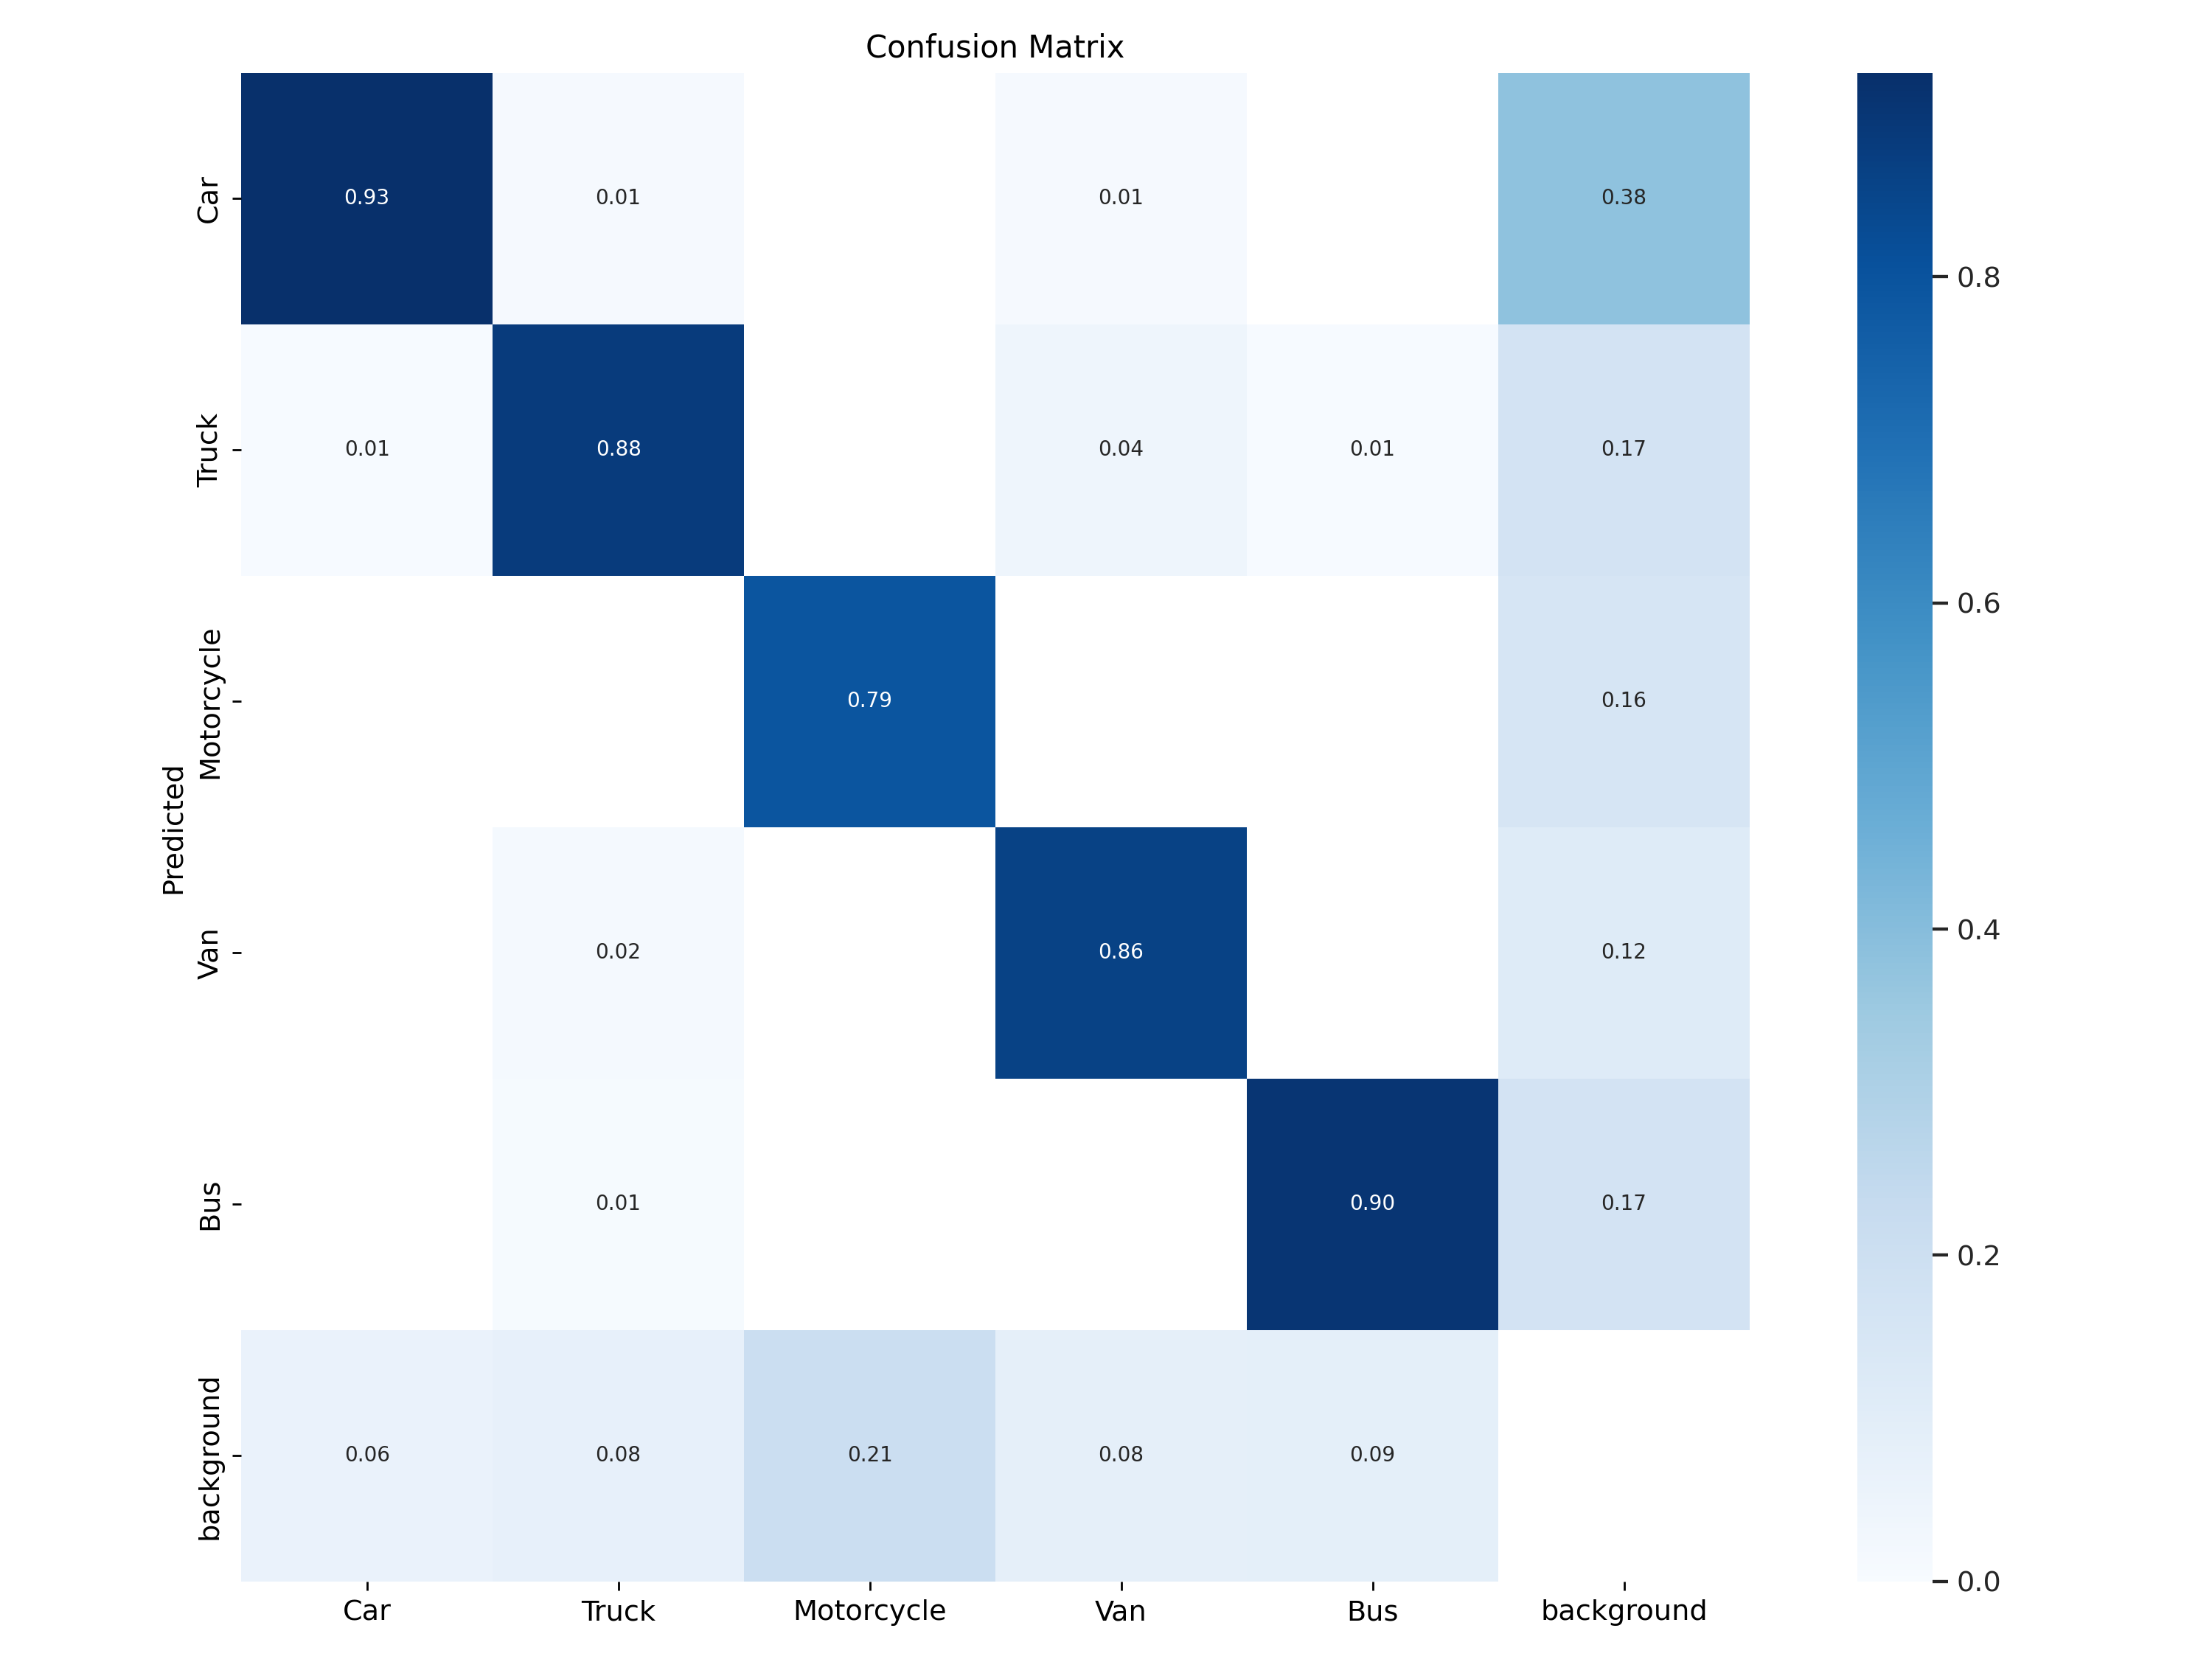 Confusion Matrix
Predicted
Car
0.93
0.01
0.01
0.38
Truck
0.01
0.88
0.04
0.01
0.17
Motorcycle
0.79
0.16
Van
0.02
0.86
0.12
Bus
0.01
0.90
0.17
background
0.06
0.08
0.21
0.08
0.09
Car
Truck
Motorcycle
Van
Bus
background
0.8
0.6
0.4
0.2
0.0